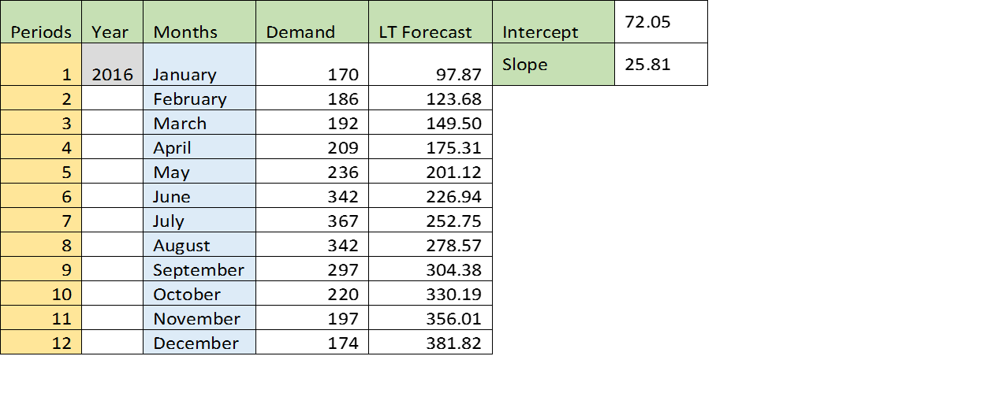 Periods Year Months Demand LT Forecast Intercept 72.05
1 2016 January 170 97.87 Slope 25.81
2 February 186 123.68
3 March 192 149.50
4 April 209 175.31
5 May 236 201.12
6 June 342 226.94
7 July 367 252.75
8 August 342 278.57
9 September 297 304.38
10 October 220 330.19
11 November 197 356.01
12 December 174 381.82